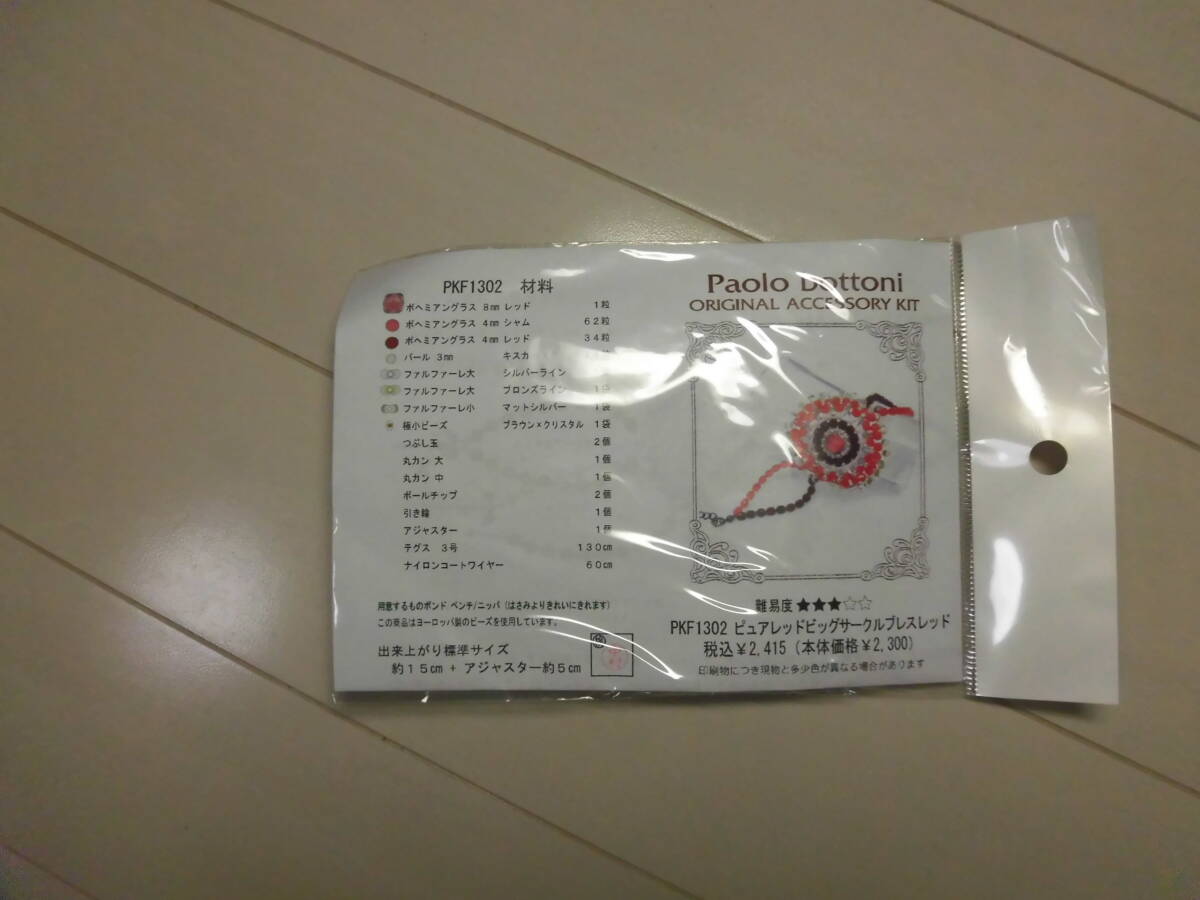 PKF1302 材料
ボヘミアングラス 8mm レッド 1粒
ボヘミアングラス 4mm シャム 62粒
ボヘミアングラス 4mm レッド 34粒
パール 3mm キスカ
ファルファーレ大 シルバーライン
ファルファーレ大 ブロンズライン 1袋
ファルファーレ小 マットシルバー 1袋
極小ビーズ ブラウン×クリスタル 1袋
つぶし玉 2個
丸カン 大 1個
丸カン 中 1個
ボールチップ 2個
引き輪 1個
アジャスター 1個
テグス 3号 130cm
ナイロンコートワイヤー 60cm
用意するものボンド ペンチ/ニッパ (はさみよりきれいにきれます)
この商品はヨーロッパ製のビーズを使用しています。
出来上がり標準サイズ
約15cm + アジャスター約5cm
Paolo Bottoni
ORIGINAL ACCESSORY KIT
難易度★★★☆☆
PKF1302 ピュアレッドビッグサークルブレスレッド
税込¥2,415 (本体価格¥2,300)
印刷物につき現物と多少色が異なる場合があります